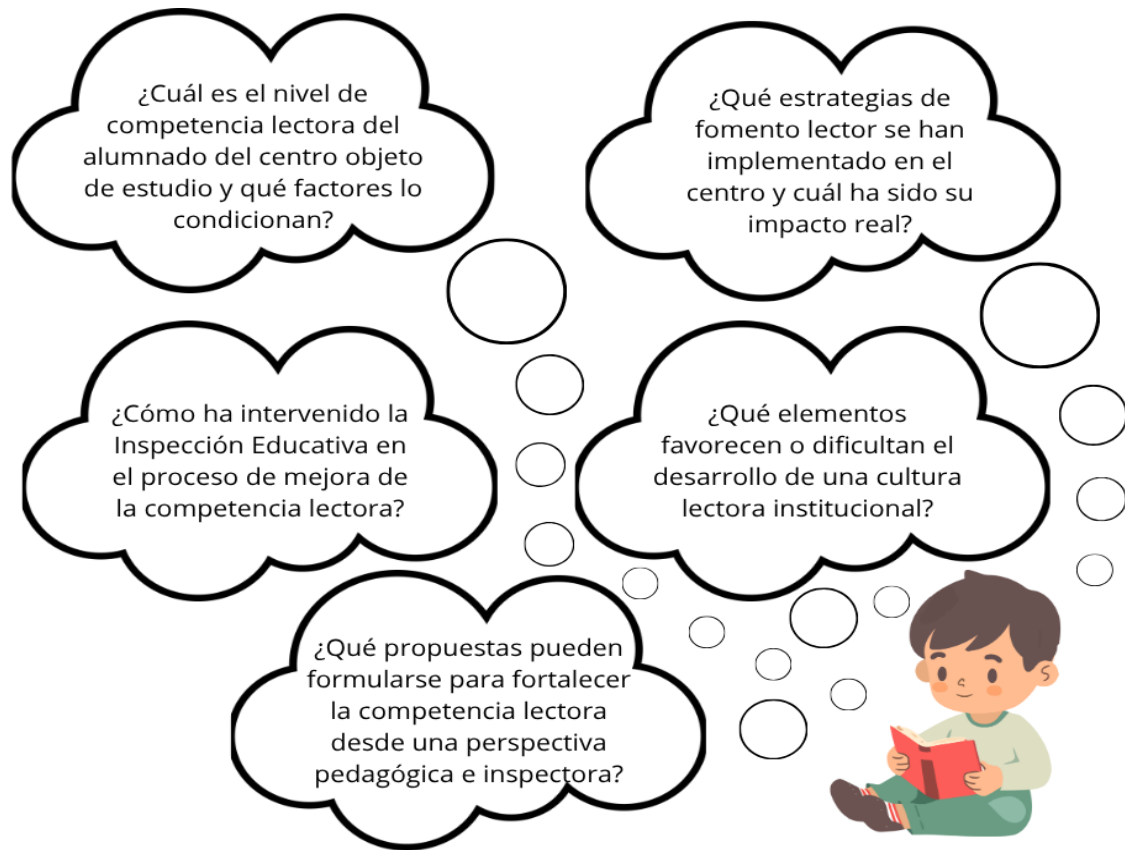 ¿Cuál es el nivel de
competencia lectora del
alumnado del centro objeto
de estudio y qué factores lo
condicionan?
¿Qué estrategias de
fomento lector se han
implementado en el
centro y cuál ha sido su
impacto real?
¿Cómo ha intervenido la
Inspección Educativa en
el proceso de mejora de
la competencia lectora?
¿Qué elementos
favorecen o dificultan el
desarrollo de una cultura
lectora institucional?
¿Qué propuestas pueden
formularse para fortalecer
la competencia lectora
desde una perspectiva
pedagógica e inspectora?